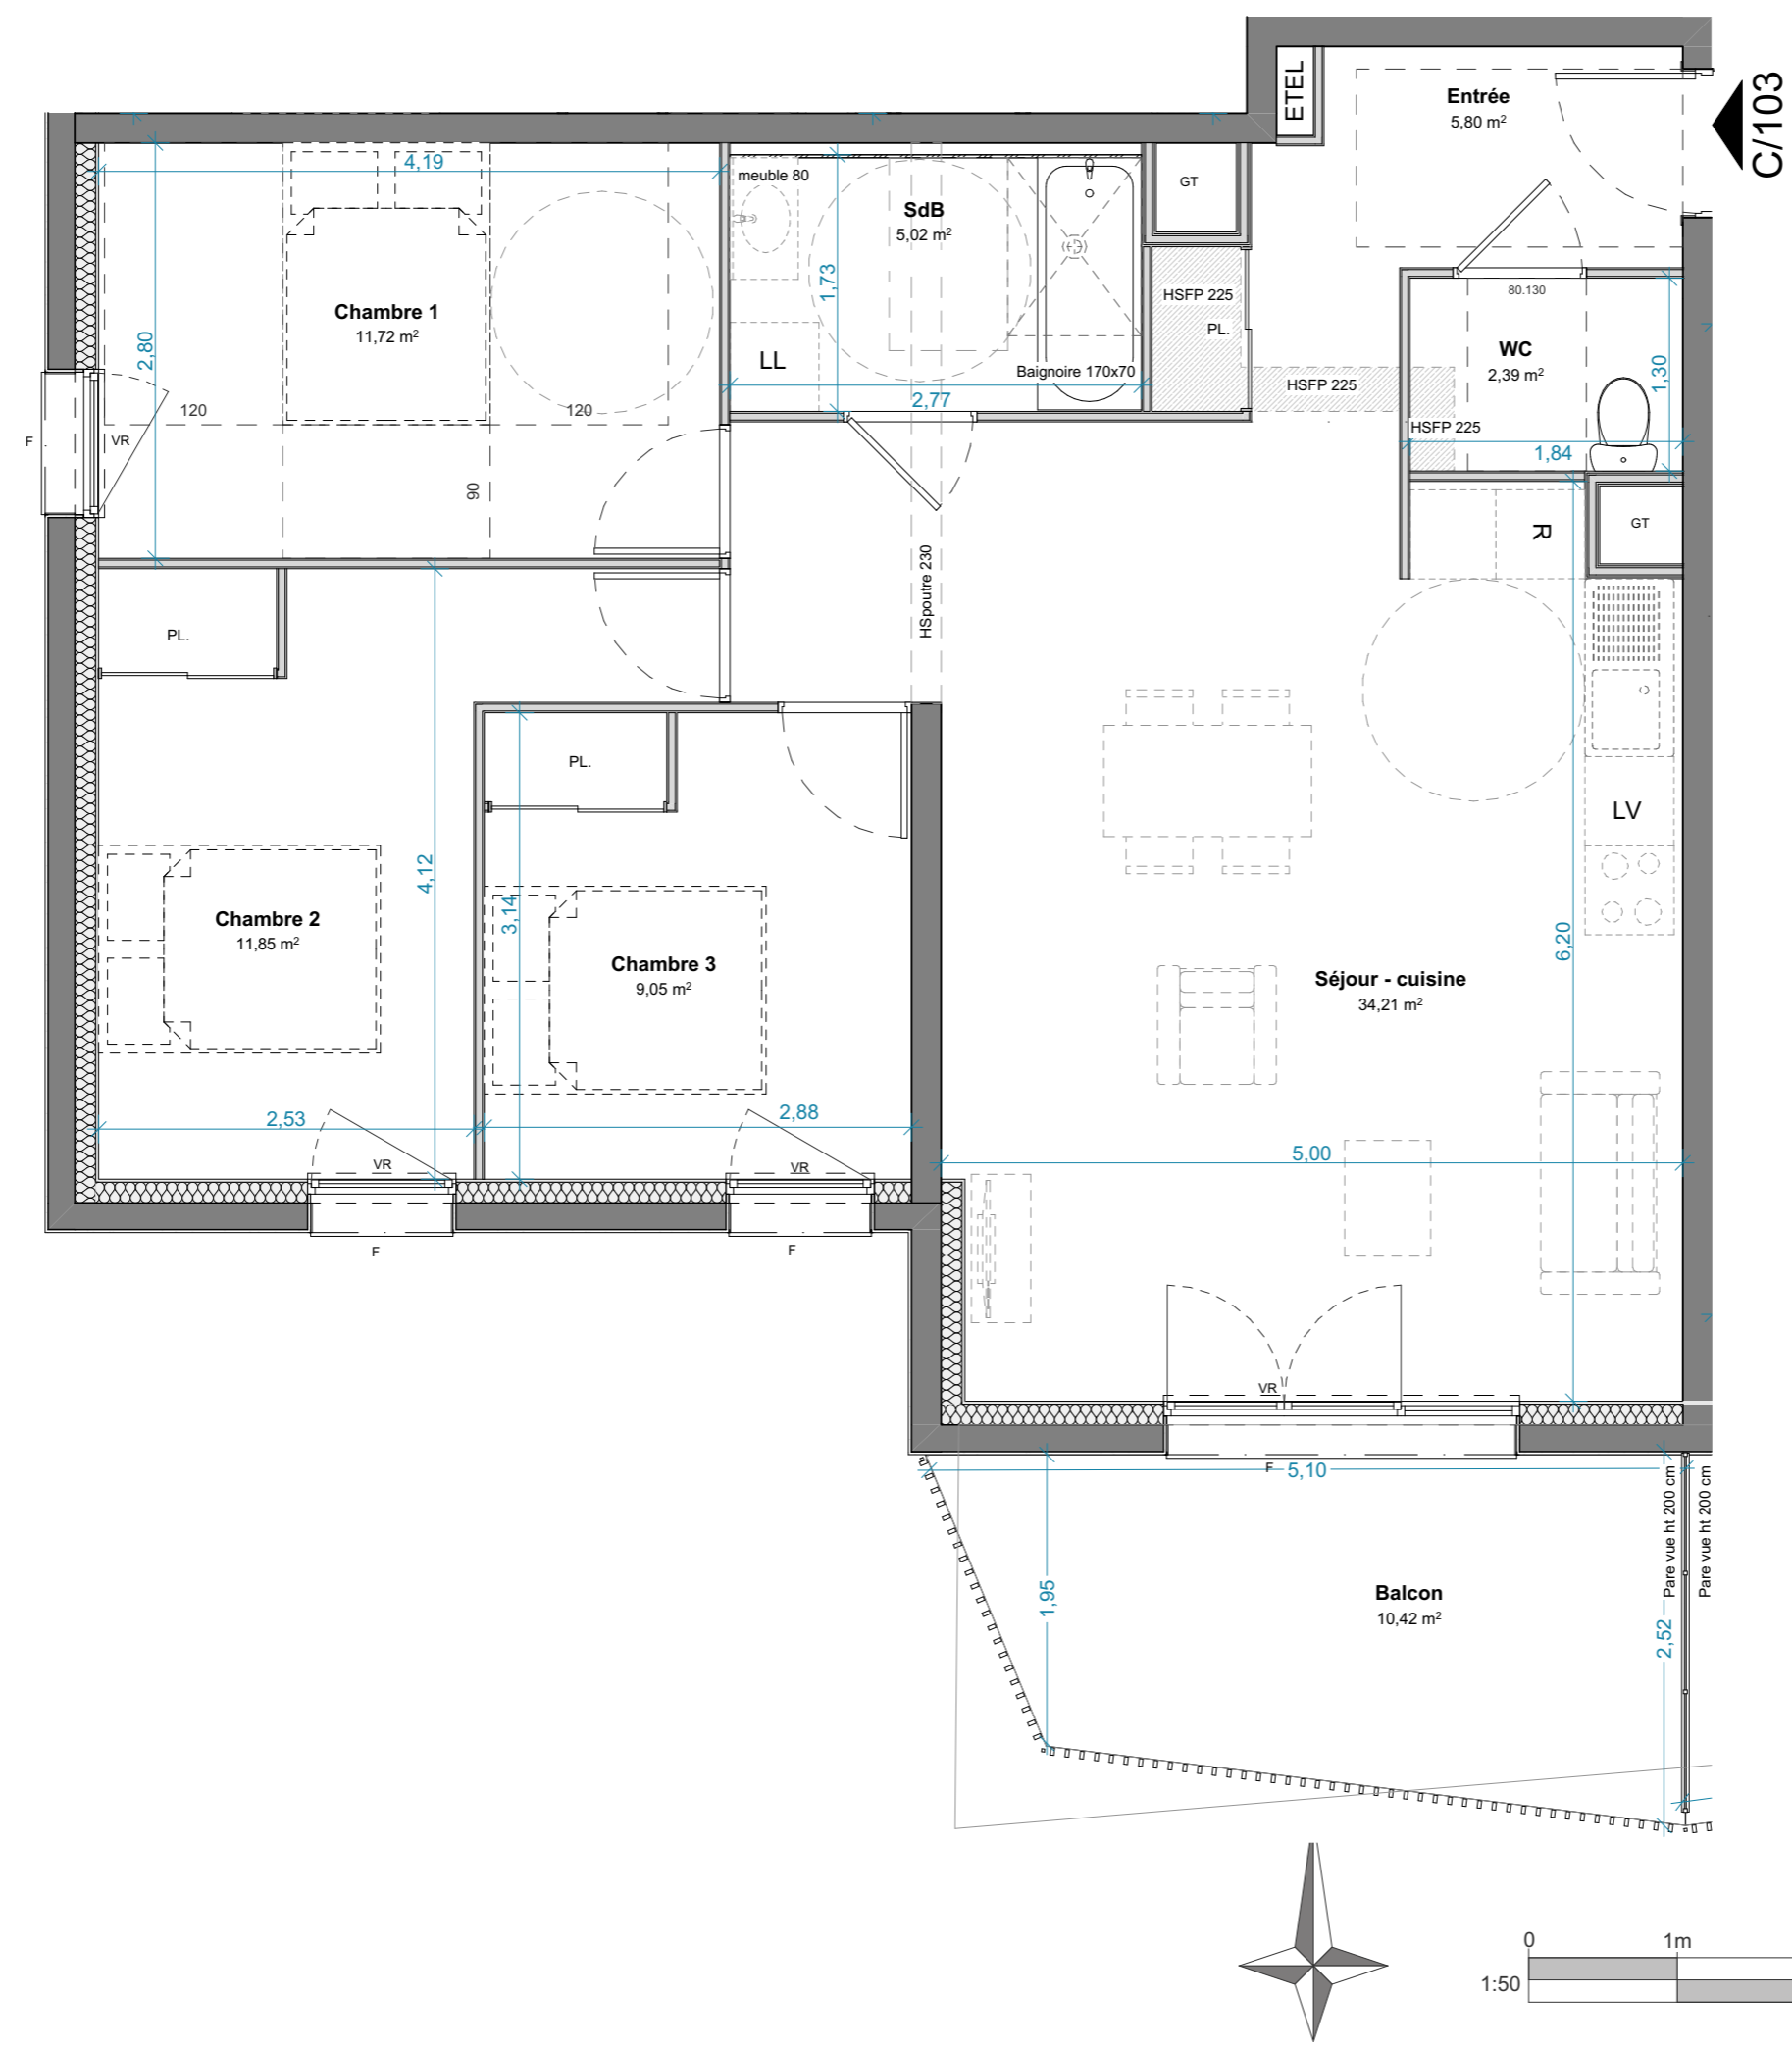 ETEL
Entrée
5,80 m²
C/103
4,19
meuble 80
SdB
5,02 m²
GT
1,73
HSFP 225
PL.
80.130
Chambre 1
11,72 m²
2,80
LL
Baignoire 170x70
2,77
HSFP 225
WC
2,39 m²
1,30
120
120
F
VR
90
HSFP 225
1,84
R
GT
HSpoutre 230
PL.
PL.
LV
4,12
3,14
Chambre 2
11,85 m²
Chambre 3
9,05 m²
6,20
Séjour - cuisine
34,21 m²
2,53
2,88
VR
VR
5,00
F
F
VR
F
5,10
Pare vue ht 200 cm
Pare vue ht 200 cm
1,95
Balcon
10,42 m²
2,52
0
1m
1:50